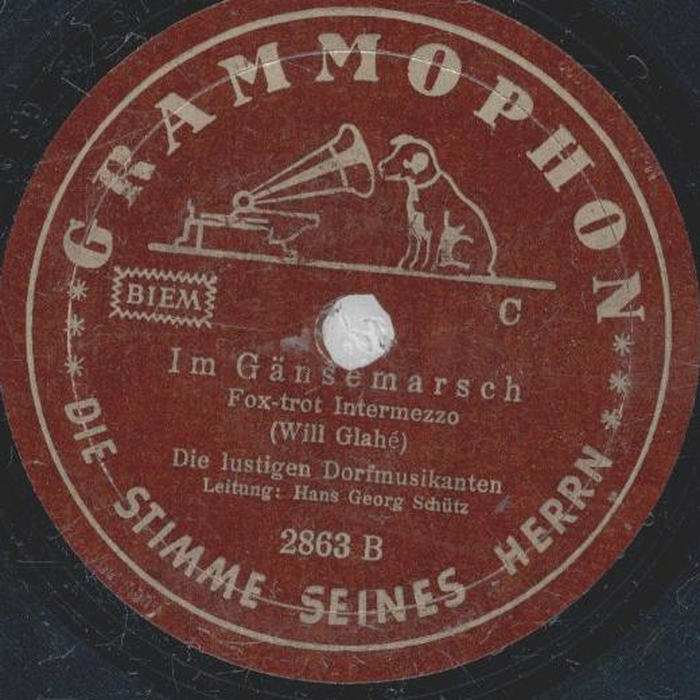 GRAMMOPHON
BIEM
C
Im Gänsemarsch
Fox-trot Intermezzo
(Will Glahé)
Die lustigen Dorfmusikanten
Leitung: Hans Georg Schütz
2863 B
DIE STIMME SEINES HERRN